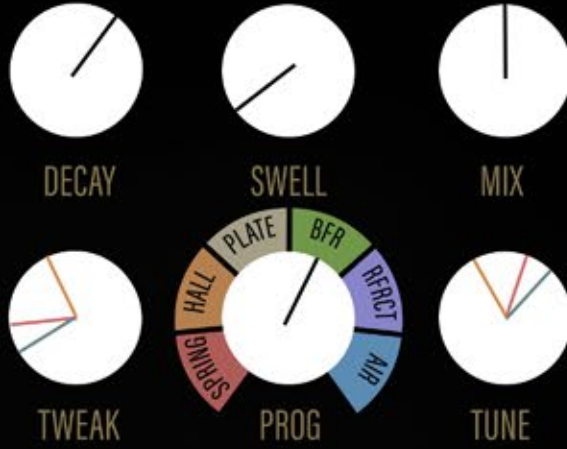 DECAY SWELL MIX
SPRING HALL PLATE BFR RFRCT AIR
TWEAK PROG TUNE